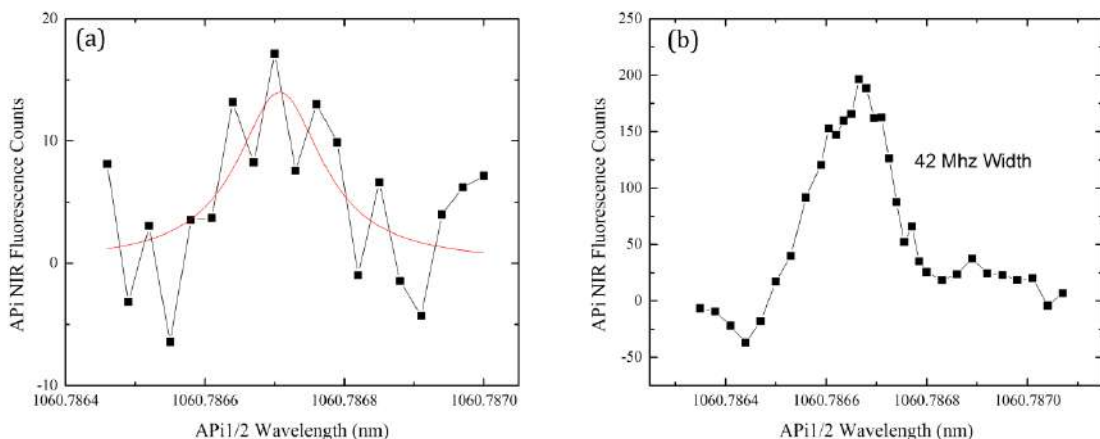 (a)
20
10
0
-10
1060.7864
1060.7866
1060.7868
1060.7870
APi1/2 Wavelength (nm)
APi NIR Fluorescence Counts
(b)
250
200
150
100
50
0
-50
42 Mhz Width
1060.7864
1060.7866
1060.7868
1060.7870
APi1/2 Wavelength (nm)
APi NIR Fluorescence Counts